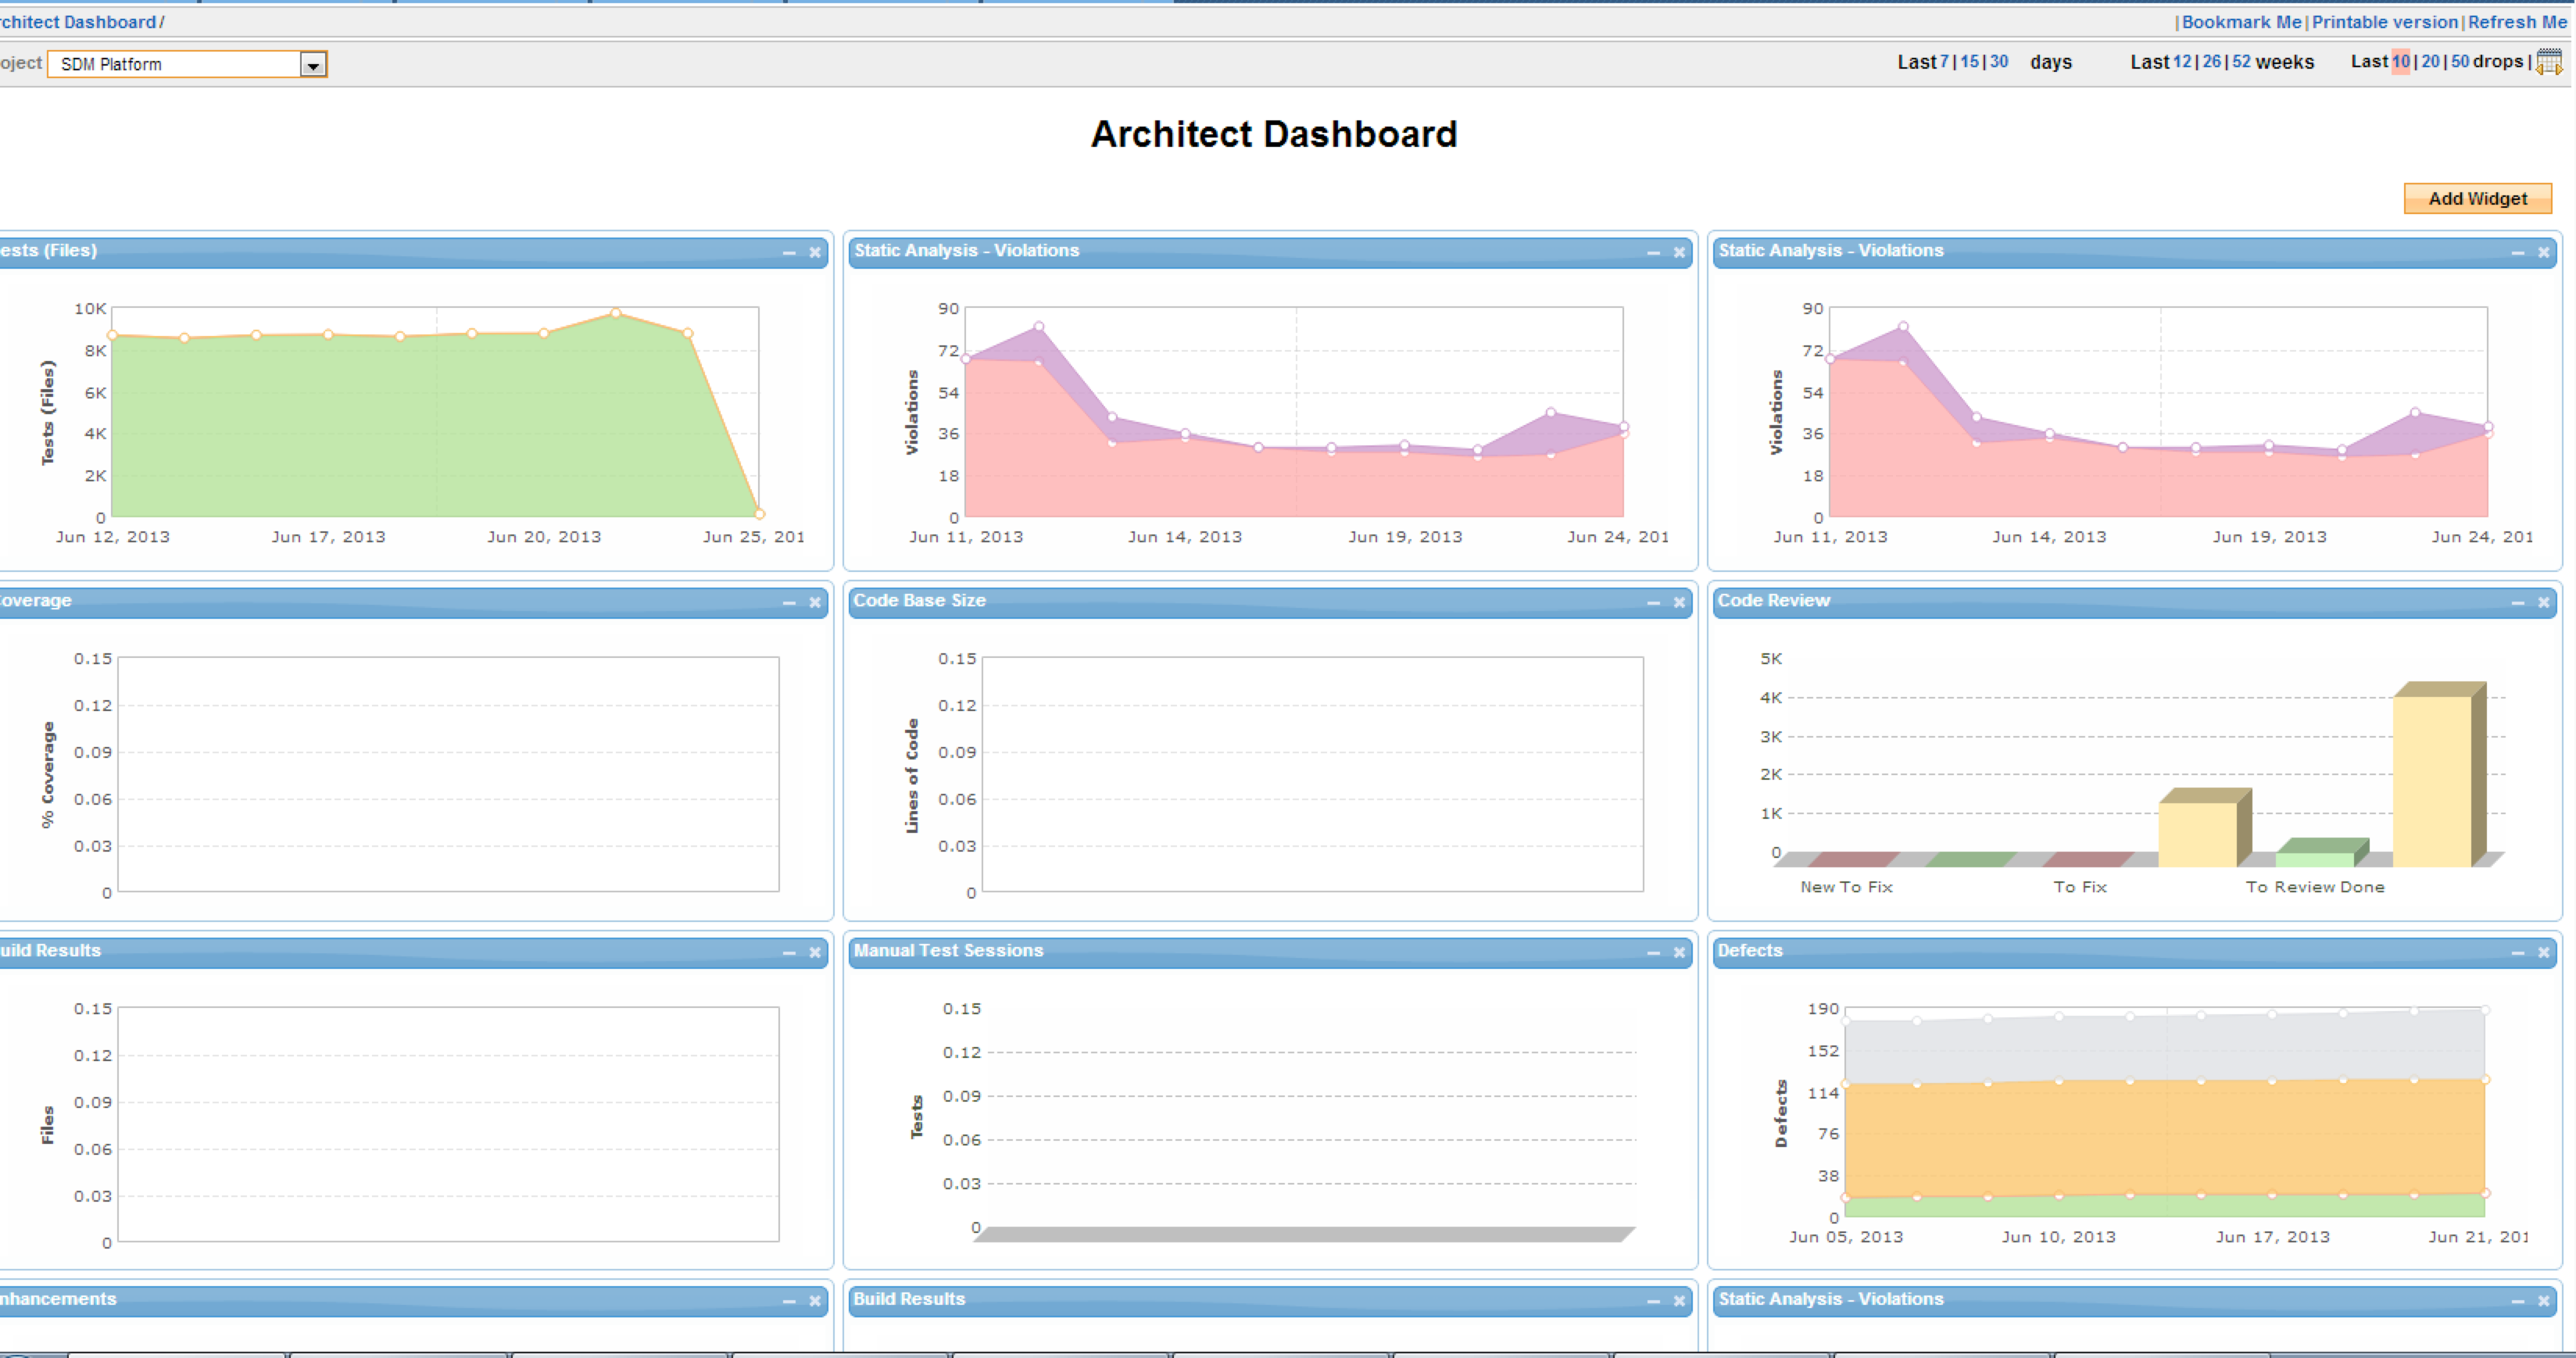 rchitect Dashboard /
|Bookmark Me|Printable version|Refresh Me
oject SDM Platform
Last 7|15|30 days Last 12|26|52 weeks Last 10|20|50 drops |
Architect Dashboard
Add Widget
ests (Files)
Tests (Files)
10K
8K
6K
4K
2K
0
Jun 12, 2013 Jun 17, 2013 Jun 20, 2013 Jun 25, 201
Static Analysis - Violations
Violations
90
72
54
36
18
0
Jun 11, 2013 Jun 14, 2013 Jun 19, 2013 Jun 24, 201
Static Analysis - Violations
Violations
90
72
54
36
18
0
Jun 11, 2013 Jun 14, 2013 Jun 19, 2013 Jun 24, 201
overage
% Coverage
0.15
0.12
0.09
0.06
0.03
0
Code Base Size
Lines of Code
0.15
0.12
0.09
0.06
0.03
0
Code Review
5K
4K
3K
2K
1K
0
New To Fix To Fix To Review Done
uild Results
Files
0.15
0.12
0.09
0.06
0.03
0
Manual Test Sessions
Tests
0.15
0.12
0.09
0.06
0.03
0
Defects
Defects
190
152
114
76
38
0
Jun 05, 2013 Jun 10, 2013 Jun 17, 2013 Jun 21, 201
nhancements
Build Results
Static Analysis - Violations